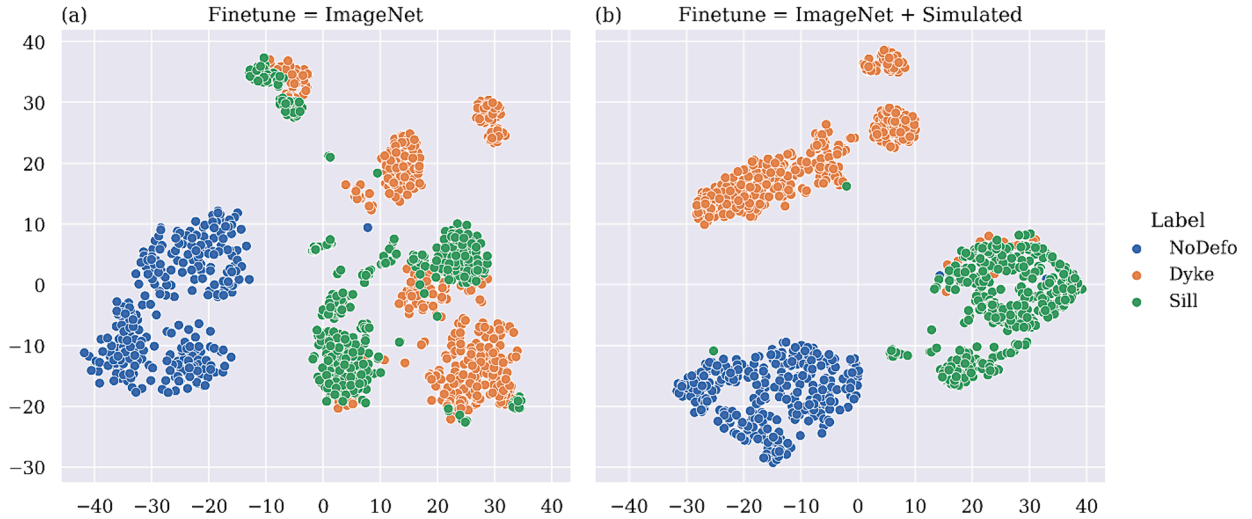 (a) Finetune = ImageNet
(b) Finetune = ImageNet + Simulated
40
30
20
10
0
−10
−20
−30
−40 −30 −20 −10 0 10 20 30 40
−40 −30 −20 −10 0 10 20 30 40
Label
NoDefo
Dyke
Sill